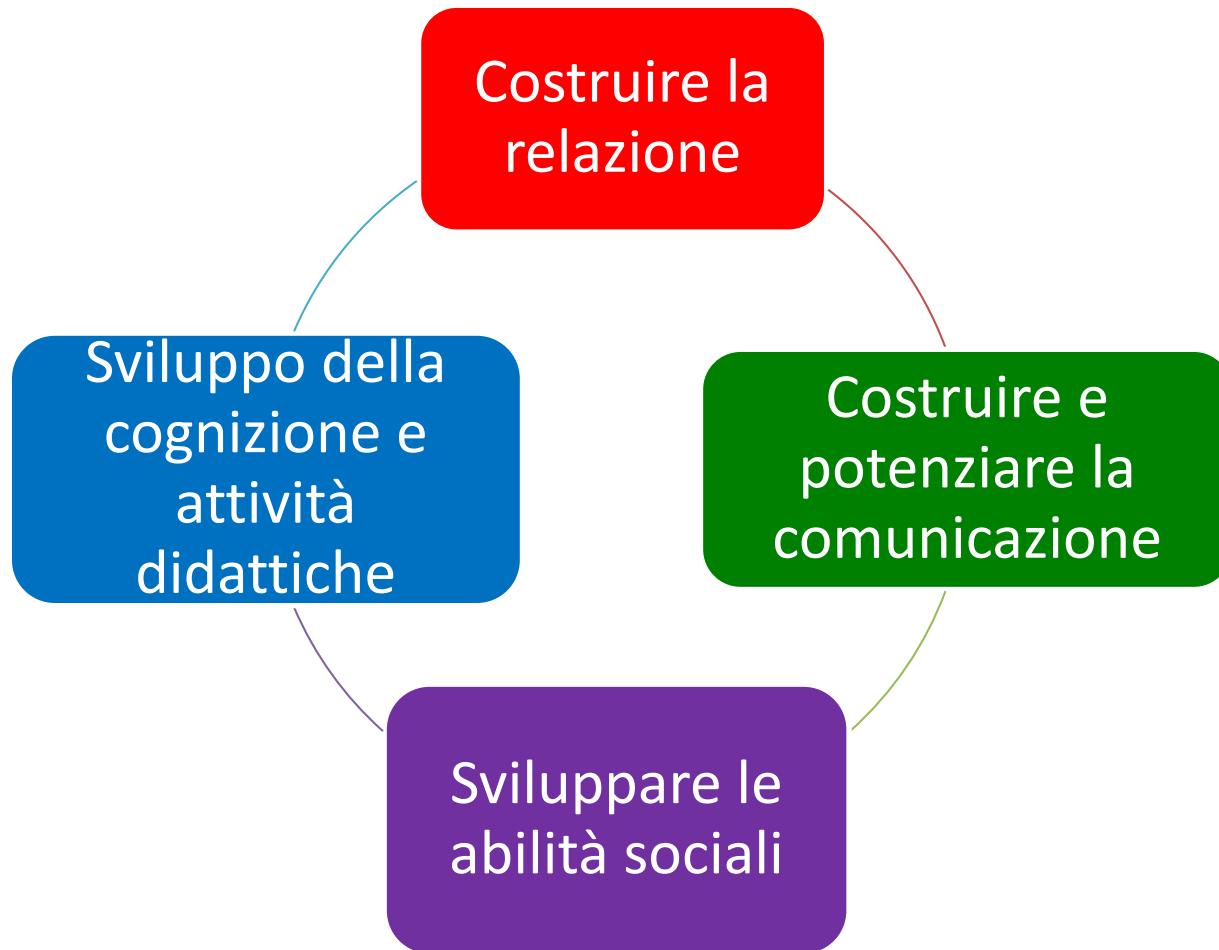 Costruire la
relazione
Costruire e
potenziare la
comunicazione
Sviluppare le
abilità sociali
Sviluppo della
cognizione e
attività
didattiche